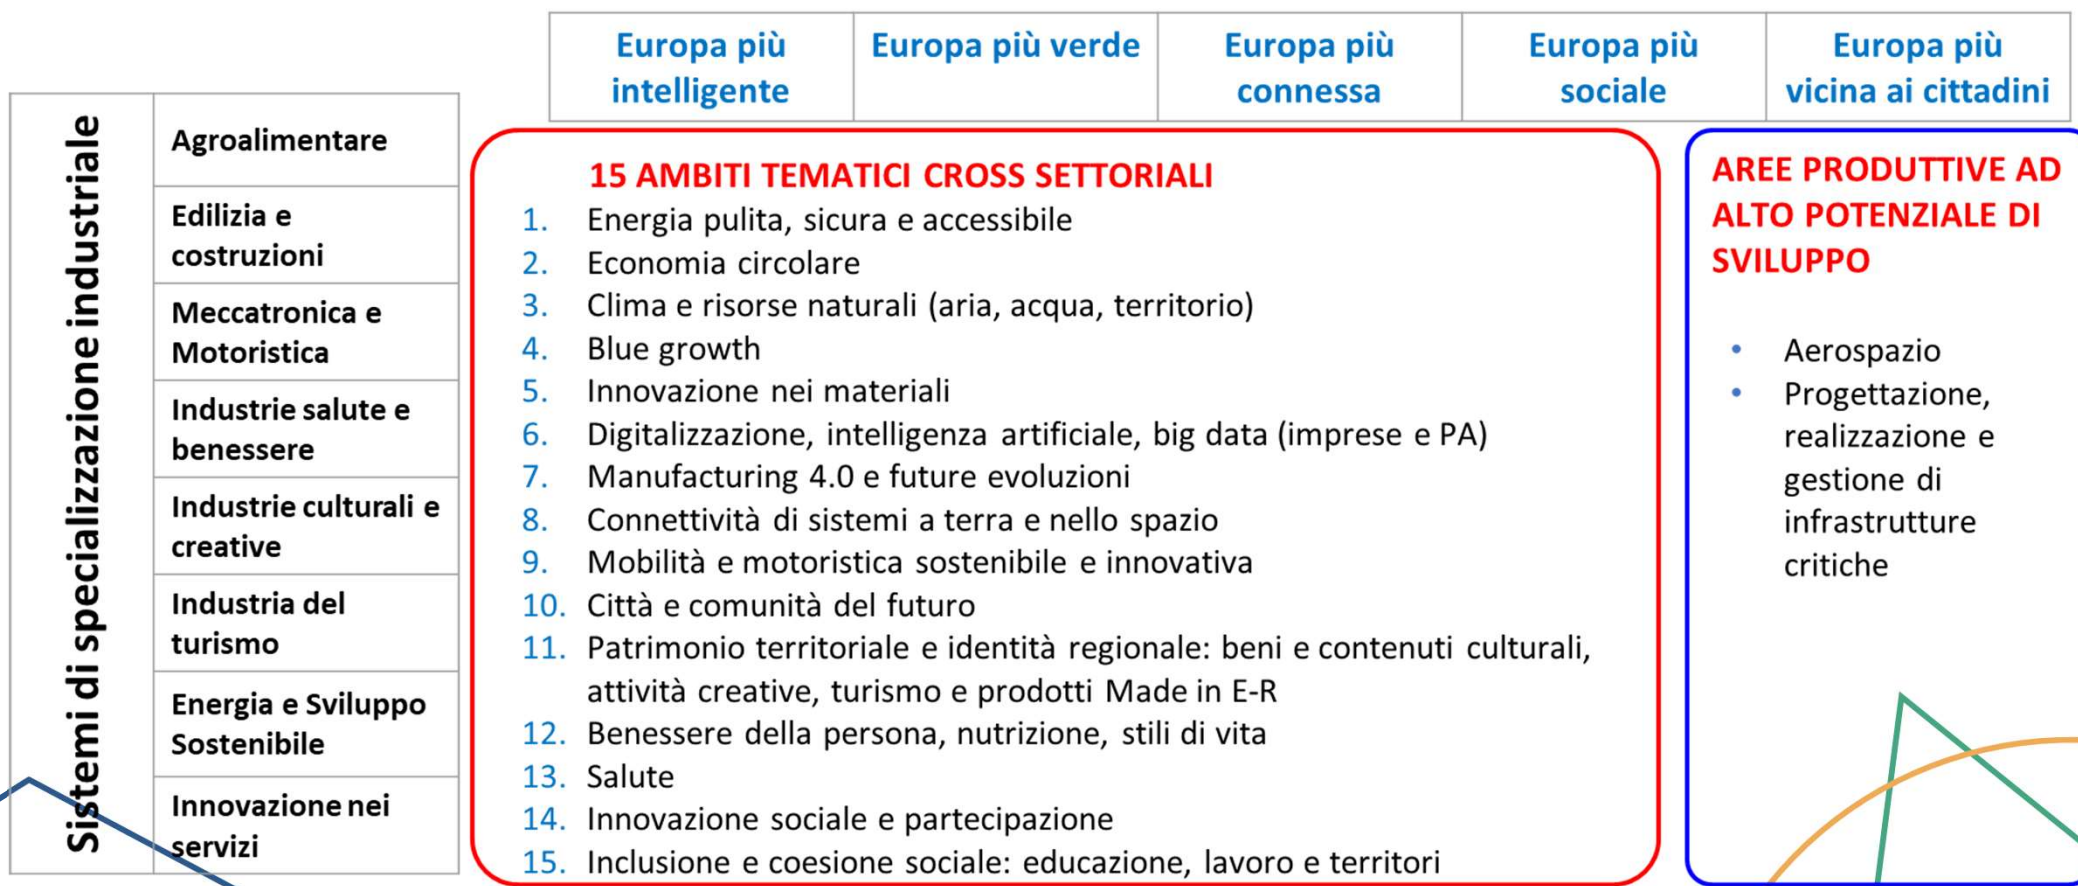 Europa più
intelligente
Europa più verde
Europa più
connessa
Europa più
sociale
Europa più
vicina ai cittadini
Sistemi di specializzazione industriale
Agroalimentare
Edilizia e
costruzioni
Meccatronica e
Motoristica
Industrie salute e
benessere
Industrie culturali e
creative
Industria del
turismo
Energia e Sviluppo
Sostenibile
Innovazione nei
servizi
15 AMBITI TEMATICI CROSS SETTORIALI
1. Energia pulita, sicura e accessibile
2. Economia circolare
3. Clima e risorse naturali (aria, acqua, territorio)
4. Blue growth
5. Innovazione nei materiali
6. Digitalizzazione, intelligenza artificiale, big data (imprese e PA)
7. Manufacturing 4.0 e future evoluzioni
8. Connettività di sistemi a terra e nello spazio
9. Mobilità e motoristica sostenibile e innovativa
10. Città e comunità del futuro
11. Patrimonio territoriale e identità regionale: beni e contenuti culturali,
attività creative, turismo e prodotti Made in E-R
12. Benessere della persona, nutrizione, stili di vita
13. Salute
14. Innovazione sociale e partecipazione
15. Inclusione e coesione sociale: educazione, lavoro e territori
AREE PRODUTTIVE AD
ALTO POTENZIALE DI
SVILUPPO
• Aerospazio
• Progettazione,
realizzazione e
gestione di
infrastrutture
critiche